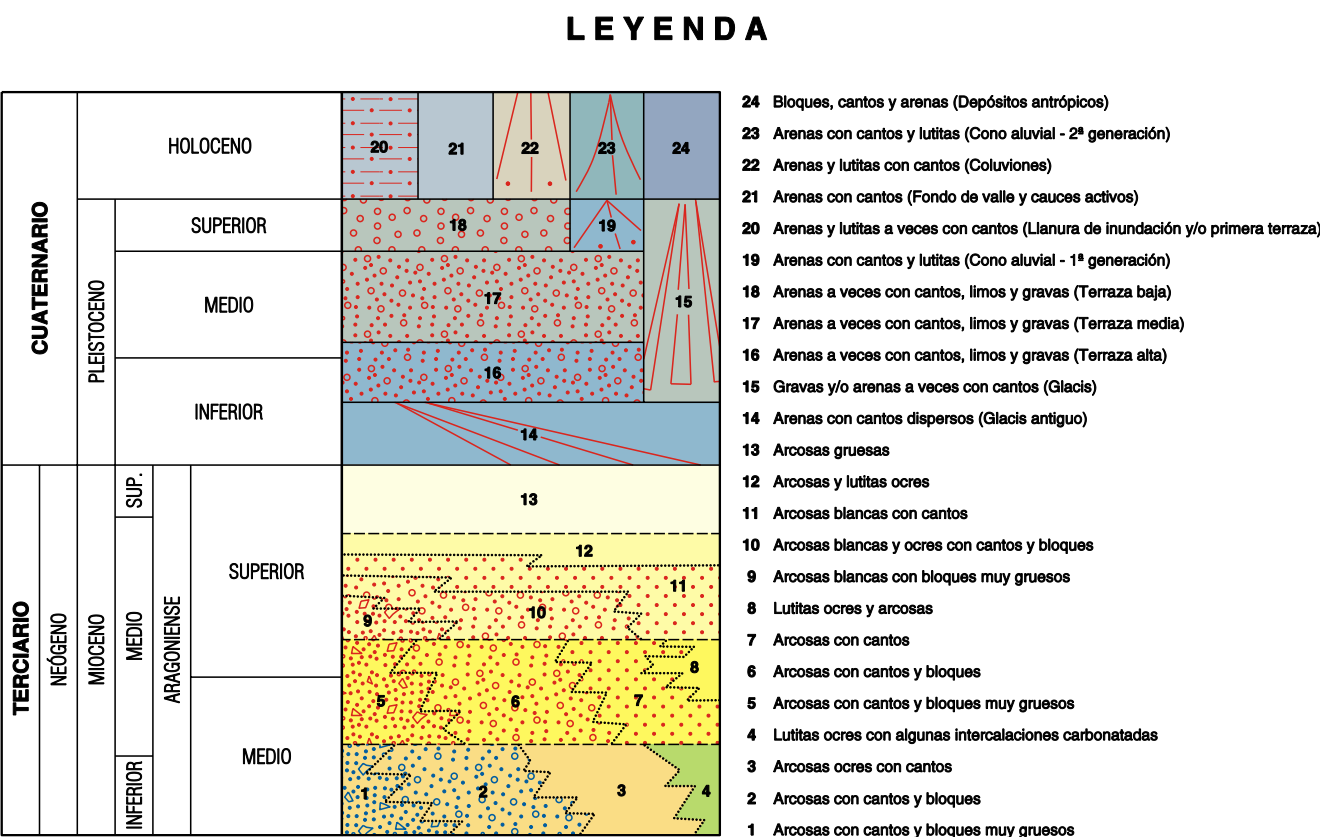 LEYENDA
CUATERNARIO
PLEISTOCENO
HOLOCENO
SUPERIOR
MEDIO
INFERIOR
TERCIARIO
NEÓGENO
MIOCENO
SUP.
MEDIO
INFERIOR
ARAGONIENSE
SUPERIOR
MEDIO
20
21
22
23
24
18
19
17
15
16
14
13
12
11
10
9
8
5
6
7
1
2
3
4
24 Bloques, cantos y arenas (Depósitos antrópicos)
23 Arenas con cantos y lutitas (Cono aluvial - 2ª generación)
22 Arenas y lutitas con cantos (Coluviones)
21 Arenas con cantos (Fondo de valle y cauces activos)
20 Arenas y lutitas a veces con cantos (Llanura de inundación y/o primera terraza)
19 Arenas con cantos y lutitas (Cono aluvial - 1ª generación)
18 Arenas a veces con cantos, limos y gravas (Terraza baja)
17 Arenas a veces con cantos, limos y gravas (Terraza media)
16 Arenas a veces con cantos, limos y gravas (Terraza alta)
15 Gravas y/o arenas a veces con cantos (Glacis)
14 Arenas con cantos dispersos (Glacis antiguo)
13 Arcosas gruesas
12 Arcosas y lutitas ocres
11 Arcosas blancas con cantos
10 Arcosas blancas y ocres con cantos y bloques
9 Arcosas blancas con bloques muy gruesos
8 Lutitas ocres y arcosas
7 Arcosas con cantos
6 Arcosas con cantos y bloques
5 Arcosas con cantos y bloques muy gruesos
4 Lutitas ocres con algunas intercalaciones carbonatadas
3 Arcosas ocres con cantos
2 Arcosas con cantos y bloques
1 Arcosas con cantos y bloques muy gruesos